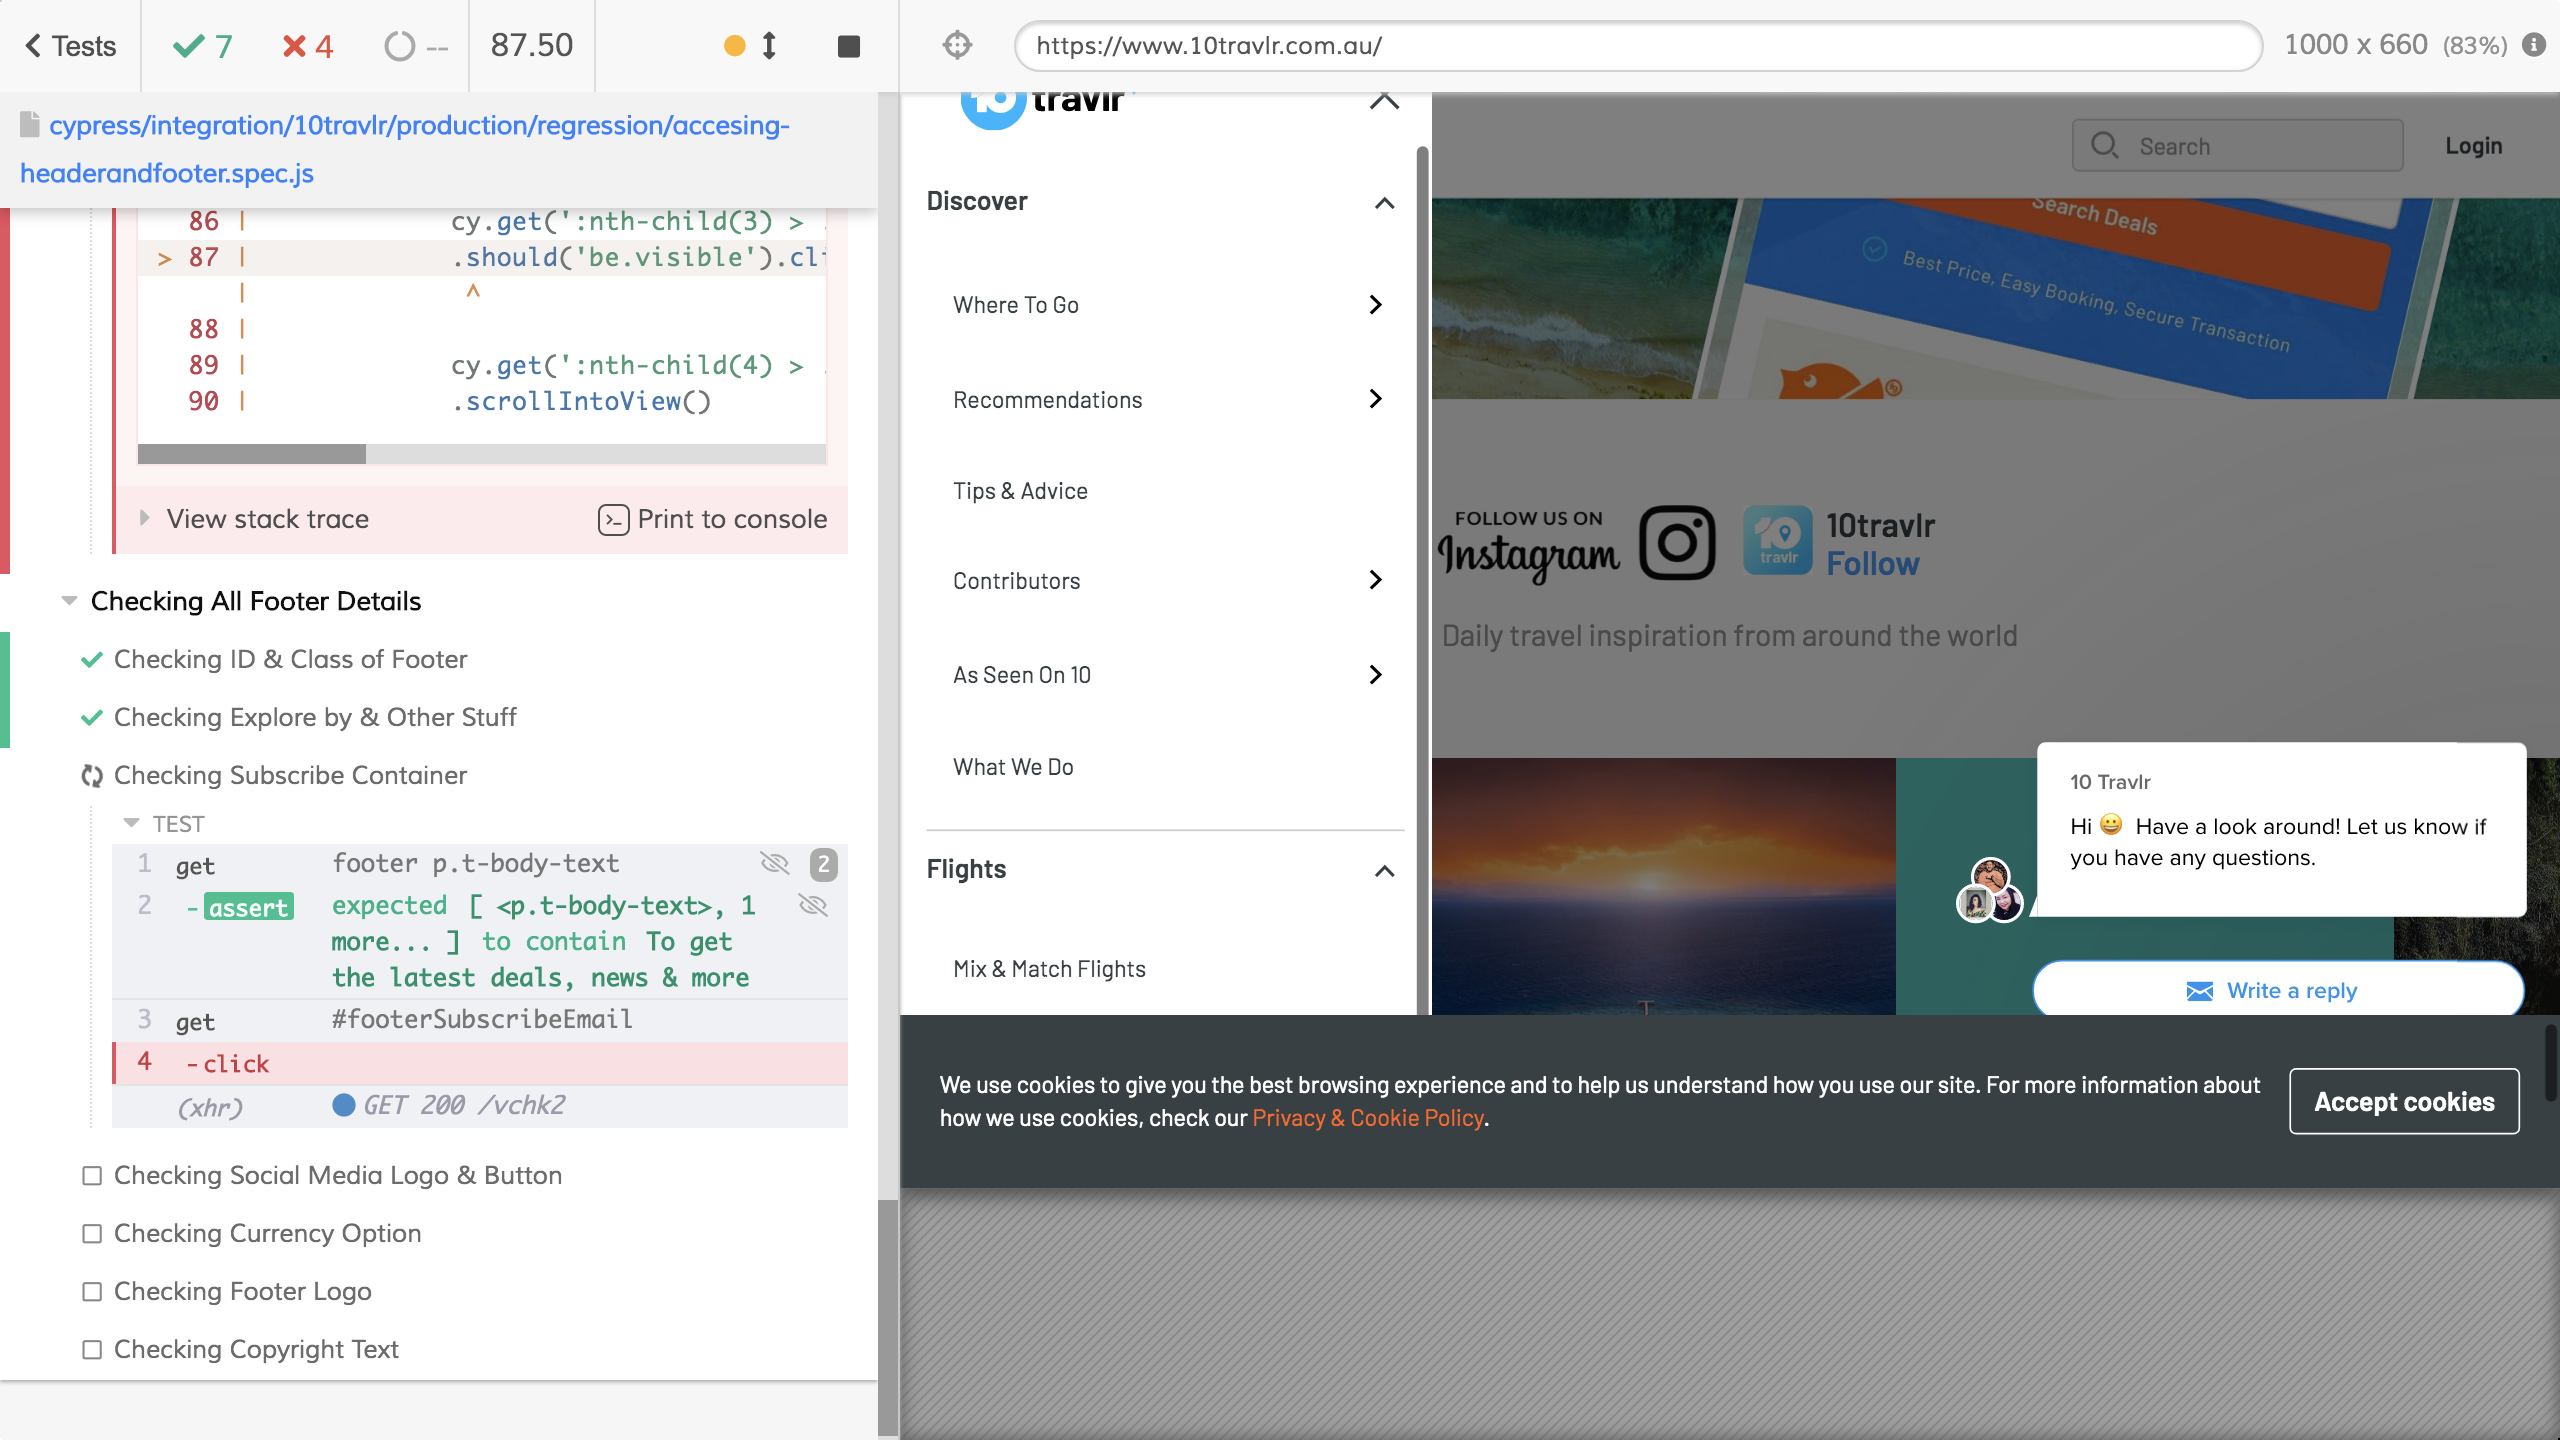 Tests
7
4
--
87.50
https://www.10travlr.com.au/
1000 x 660 (83%)
cypress/integration/10travlr/production/regression/accesing-
headerandfooter.spec.js
86 | cy.get(':nth-child(3) > .
> 87 | .should('be.visible').cli
| ^
88 |
89 | cy.get(':nth-child(4) > .
90 | .scrollIntoView()
View stack trace
Print to console
Checking All Footer Details
Checking ID & Class of Footer
Checking Explore by & Other Stuff
Checking Subscribe Container
TEST
1 get footer p.t-body-text 2
2 -assert expected [ <p.t-body-text>, 1
more... ] to contain To get
the latest deals, news & more
3 get #footerSubscribeEmail
4 -click
(xhr) GET 200 /vchk2
Checking Social Media Logo & Button
Checking Currency Option
Checking Footer Logo
Checking Copyright Text
10 travlr
Discover
Where To Go
Recommendations
Tips & Advice
Contributors
As Seen On 10
What We Do
Flights
Mix & Match Flights
Search
Login
Search Deals
Best Price, Easy Booking, Secure Transaction
FOLLOW US ON
Instagram
10
travlr
10travlr
Follow
Daily travel inspiration from around the world
10 Travlr
Hi 😀 Have a look around! Let us know if
you have any questions.
Write a reply
We use cookies to give you the best browsing experience and to help us understand how you use our site. For more information about
how we use cookies, check our Privacy & Cookie Policy.
Accept cookies